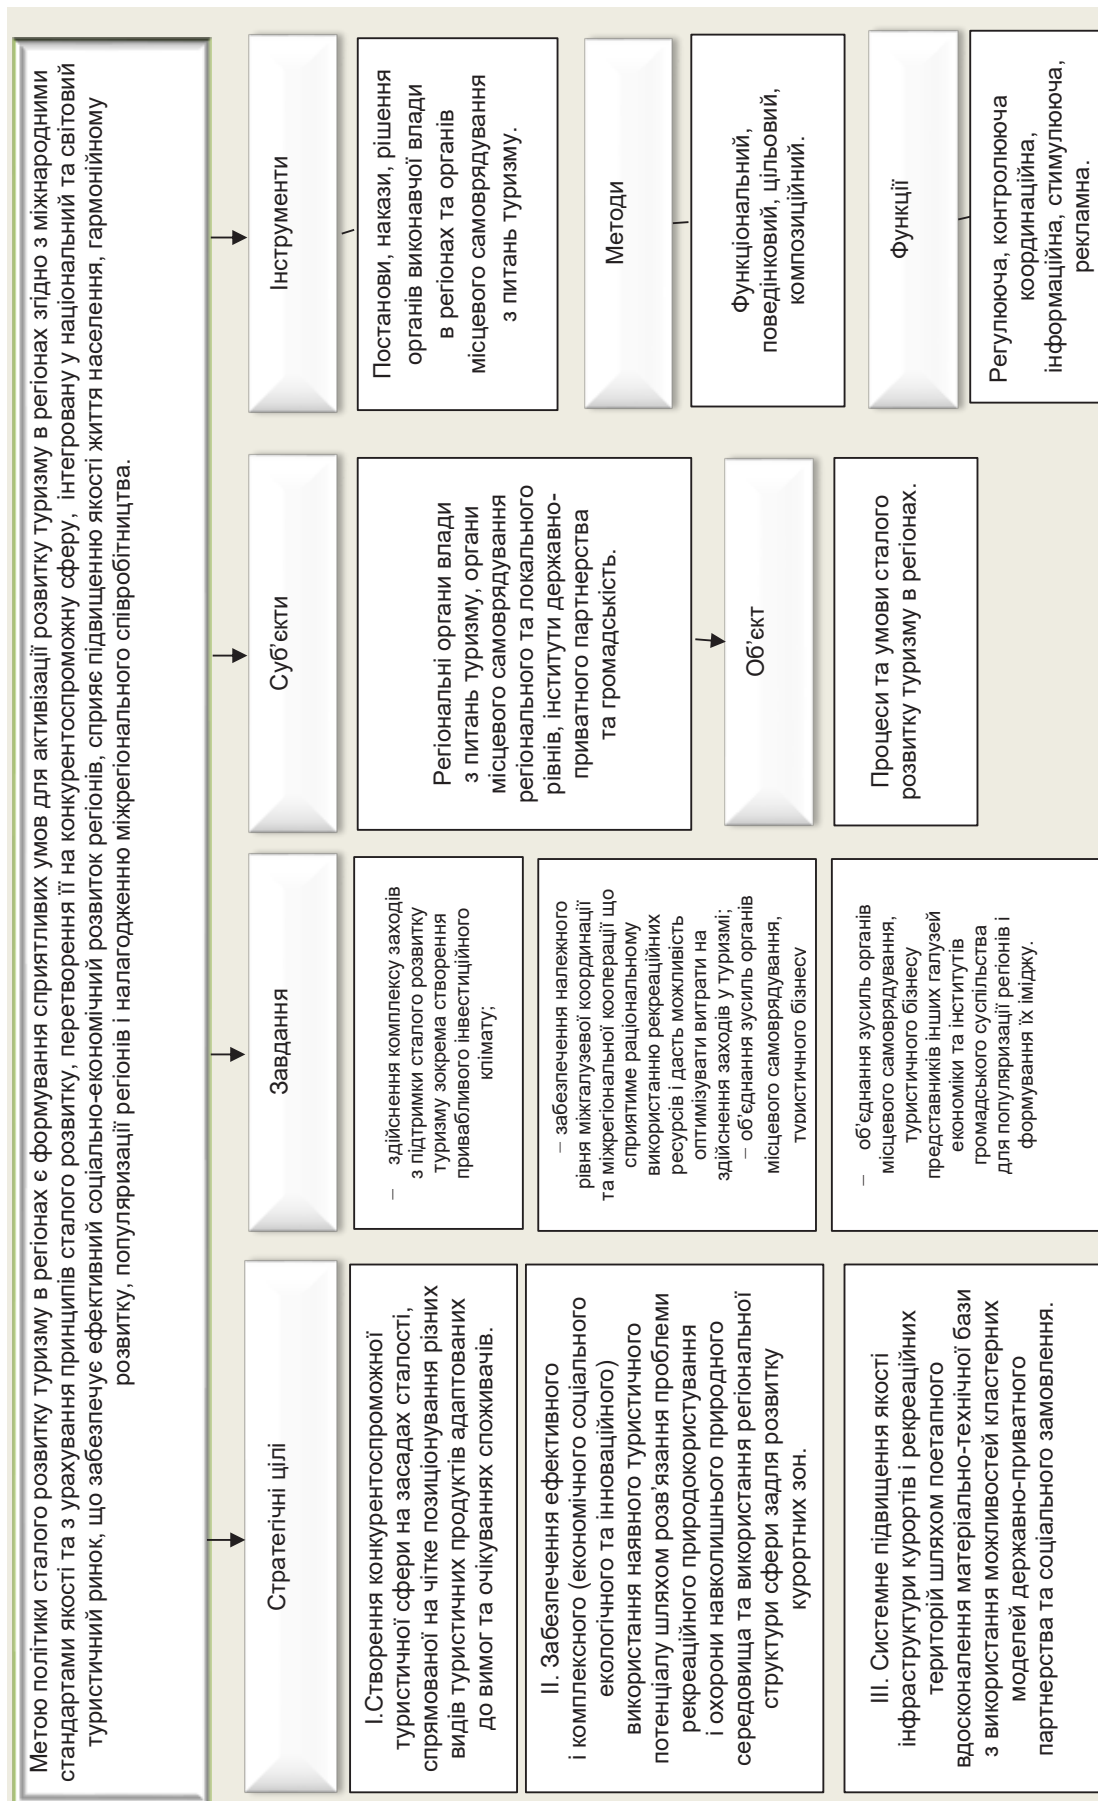 Метою політики сталого розвитку туризму в регіонах є формування сприятливих умов для активізації розвитку туризму в регіонах згідно з міжнародними
стандартами якості та з урахування принципів сталого розвитку, перетворення її на конкурентоспроможну сферу, інтегровану у національний та світовий
туристичний ринок, що забезпечує ефективний соціально-економічний розвиток регіонів, сприяє підвищенню якості життя населення, гармонійному
розвитку, популяризації регіонів і налагодженню міжрегіонального співробітництва.
Стратегічні цілі
І.Створення конкурентоспроможної
туристичної сфери на засадах сталості,
спрямованої на чітке позиціонування різних
видів туристичних продуктів адаптованих
до вимог та очікуваннях споживачів.
ІІ. Забезпечення ефективного
і комплексного (економічного соціального
екологічного та інноваційного)
використання наявного туристичного
потенціалу шляхом розв’язання проблеми
рекреаційного природокористування
і охорони навколишнього природного
середовища та використання регіональної
структури сфери задля розвитку
курортних зон.
ІІІ. Системне підвищення якості
інфраструктури курортів і рекреаційних
територій шляхом поетапного
вдосконалення матеріально-технічної бази
з використання можливостей кластерних
моделей державно-приватного
партнерства та соціального замовлення.
Завдання
– здійснення комплексу заходів
з підтримки сталого розвитку
туризму зокрема створення
привабливого інвестиційного
клімату;
– забезпечення належного
рівня міжгалузевої координації
та міжрегіональної кооперації що
сприятиме раціональному
використанню рекреаційних
ресурсів і дасть можливість
оптимізувати витрати на
здійснення заходів у туризмі;
– об’єднання зусиль органів
місцевого самоврядування,
туристичного бізнесу
– об’єднання зусиль органів
місцевого самоврядування,
туристичного бізнесу
представників інших галузей
економіки та інститутів
громадського суспільства
для популяризації регіонів і
формування їх іміджу.
Суб’єкти
Регіональні органи влади
з питань туризму, органи
місцевого самоврядування
регіонального та локального
рівнів, інститути державно-
приватного партнерства
та громадськість.
Об’єкт
Процеси та умови сталого
розвитку туризму в регіонах.
Інструменти
Постанови, накази, рішення
органів виконавчої влади
в регіонах та органів
місцевого самоврядування
з питань туризму.
Методи
Функціональний,
поведінковий, цільовий,
композиційний.
Функції
Регулююча, контролююча
координаційна,
інформаційна, стимулююча,
рекламна.